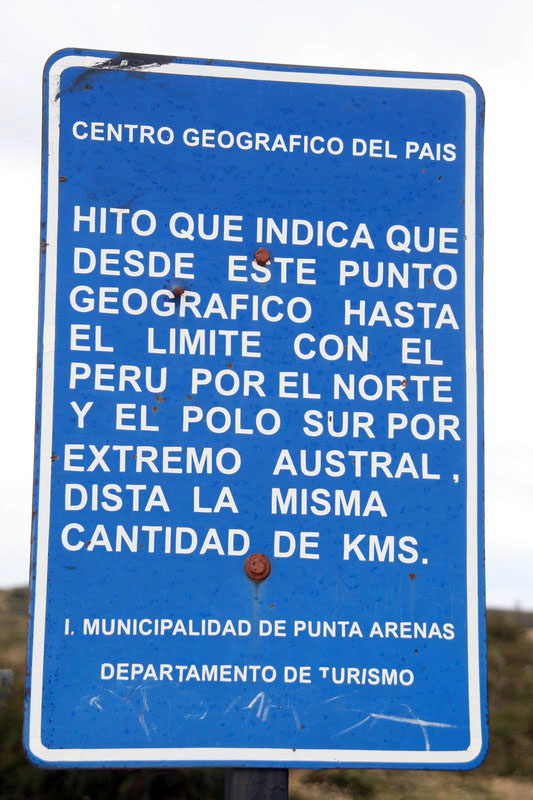 CENTRO GEOGRAFICO DEL PAIS
HITO QUE INDICA QUE
DESDE ESTE PUNTO
GEOGRAFICO HASTA
EL LIMITE CON EL
PERU POR EL NORTE
Y EL POLO SUR POR
EXTREMO AUSTRAL,
DISTA LA MISMA
CANTIDAD DE KMS.
I. MUNICIPALIDAD DE PUNTA ARENAS
DEPARTAMENTO DE TURISMO